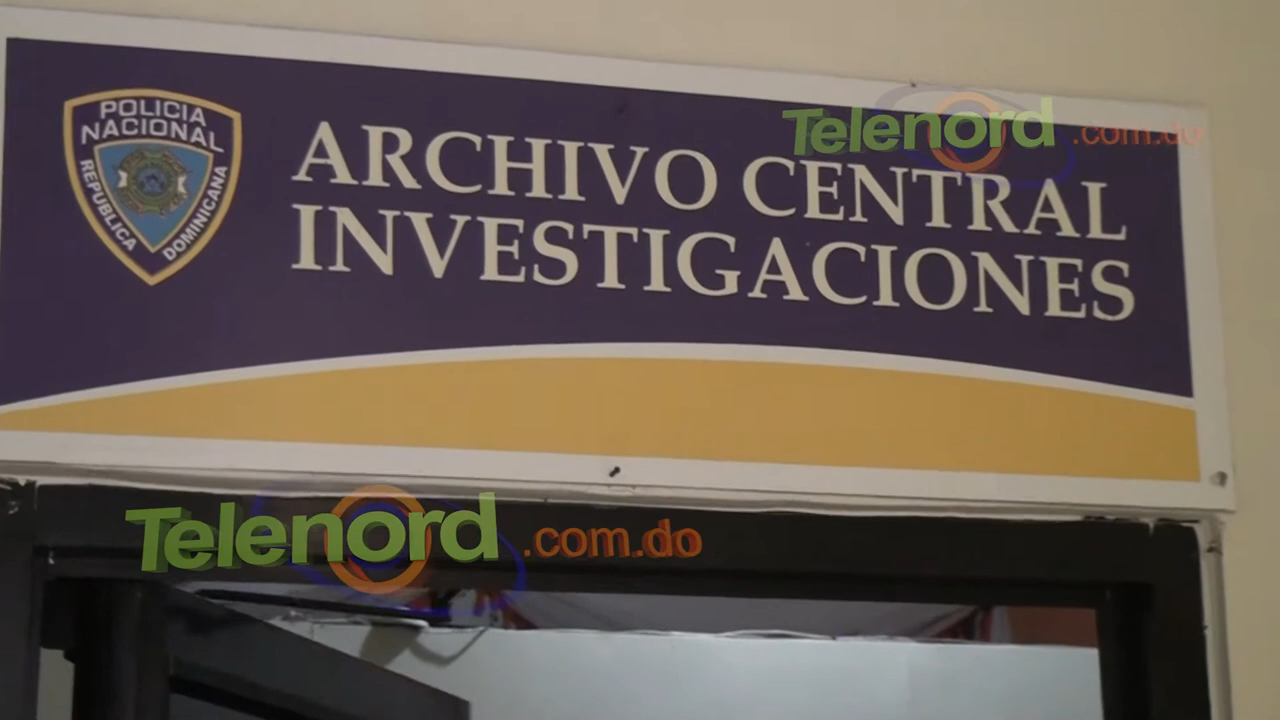 POLICIA
NACIONAL
REPUBLICA
DOMINICANA
ARCHIVO CENTRAL
INVESTIGACIONES
Telenord.com.do
Telenord.com.do